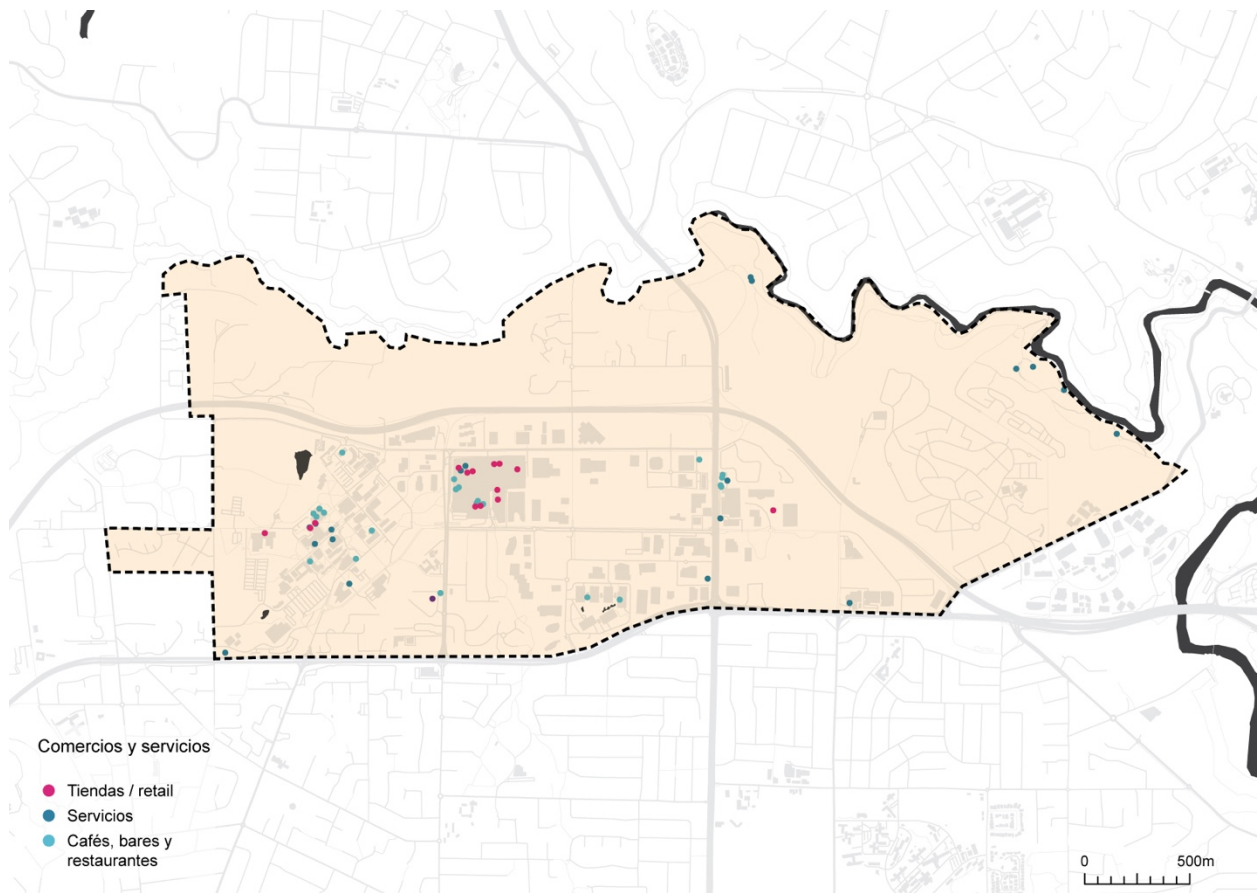 Comercios y servicios
Tiendas / retail
Servicios
Cafés, bares y
restaurantes
0 500m